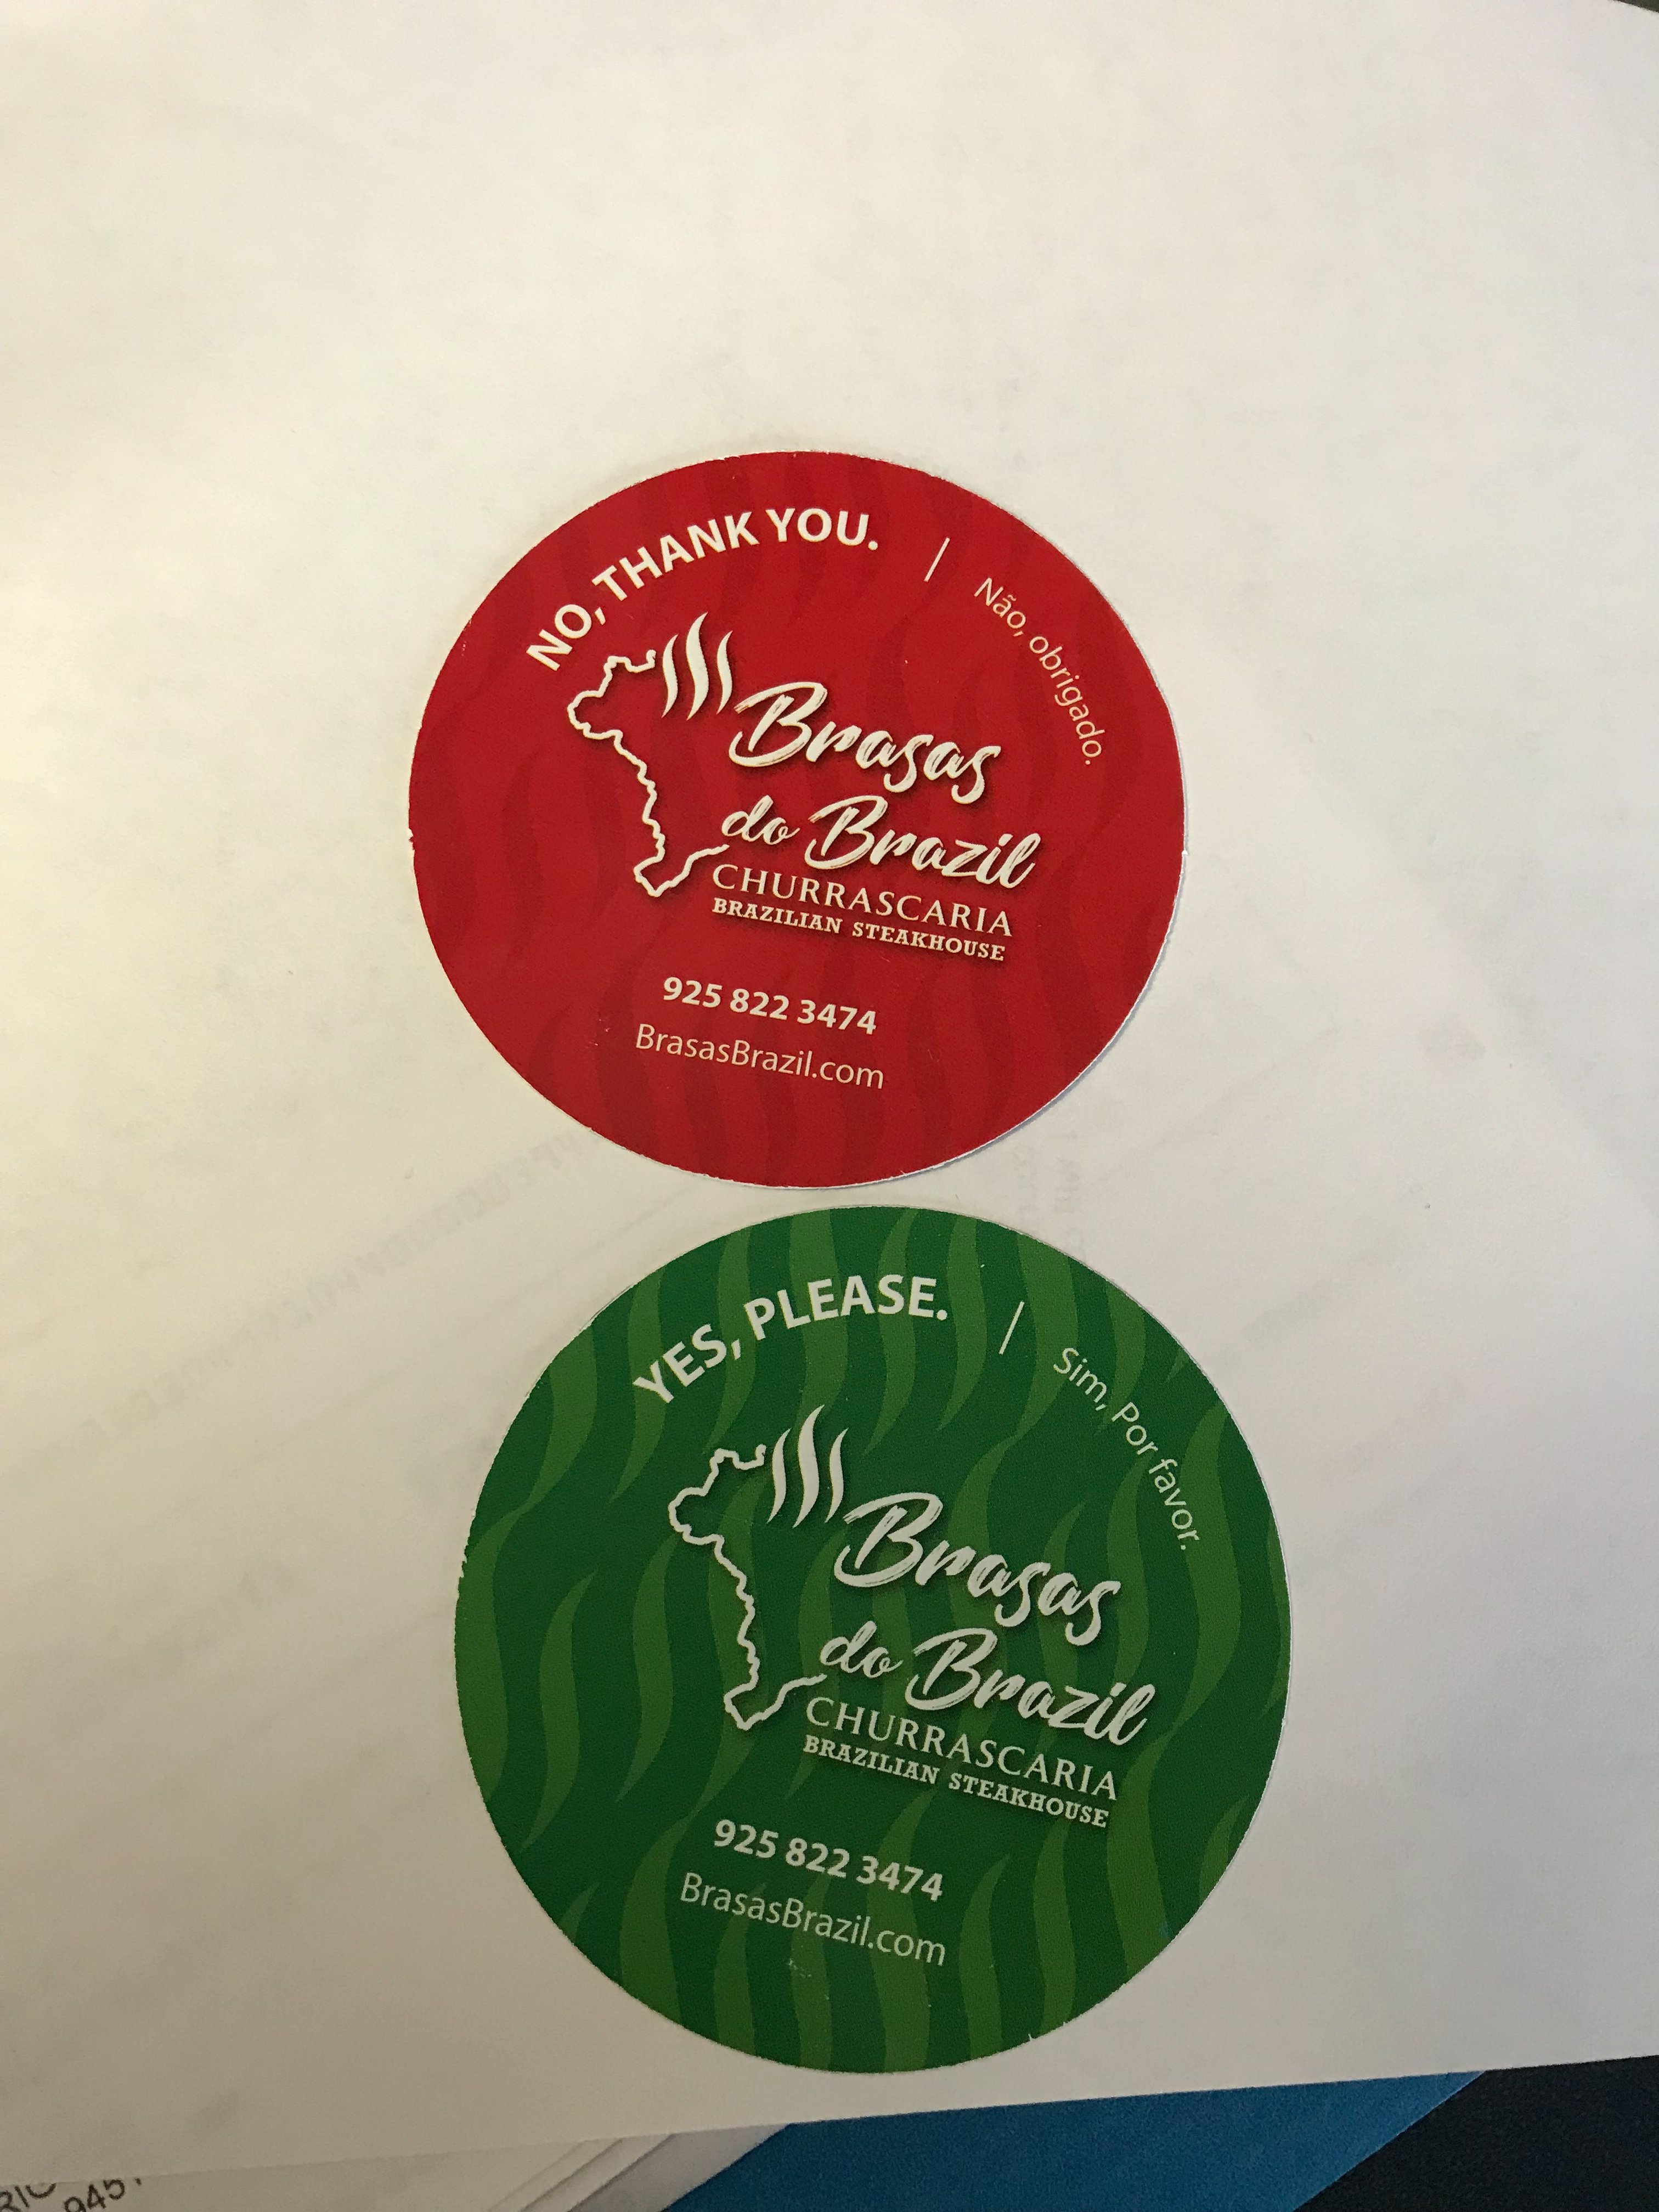 NO, THANK YOU. | Não, obrigado.
Brasas
do Brazil
CHURRASCARIA
BRAZILIAN STEAKHOUSE
925 822 3474
BrasasBrazil.com
YES, PLEASE. | Sim, Por favor.
Brasas
do Brazil
CHURRASCARIA
BRAZILIAN STEAKHOUSE
925 822 3474
BrasasBrazil.com